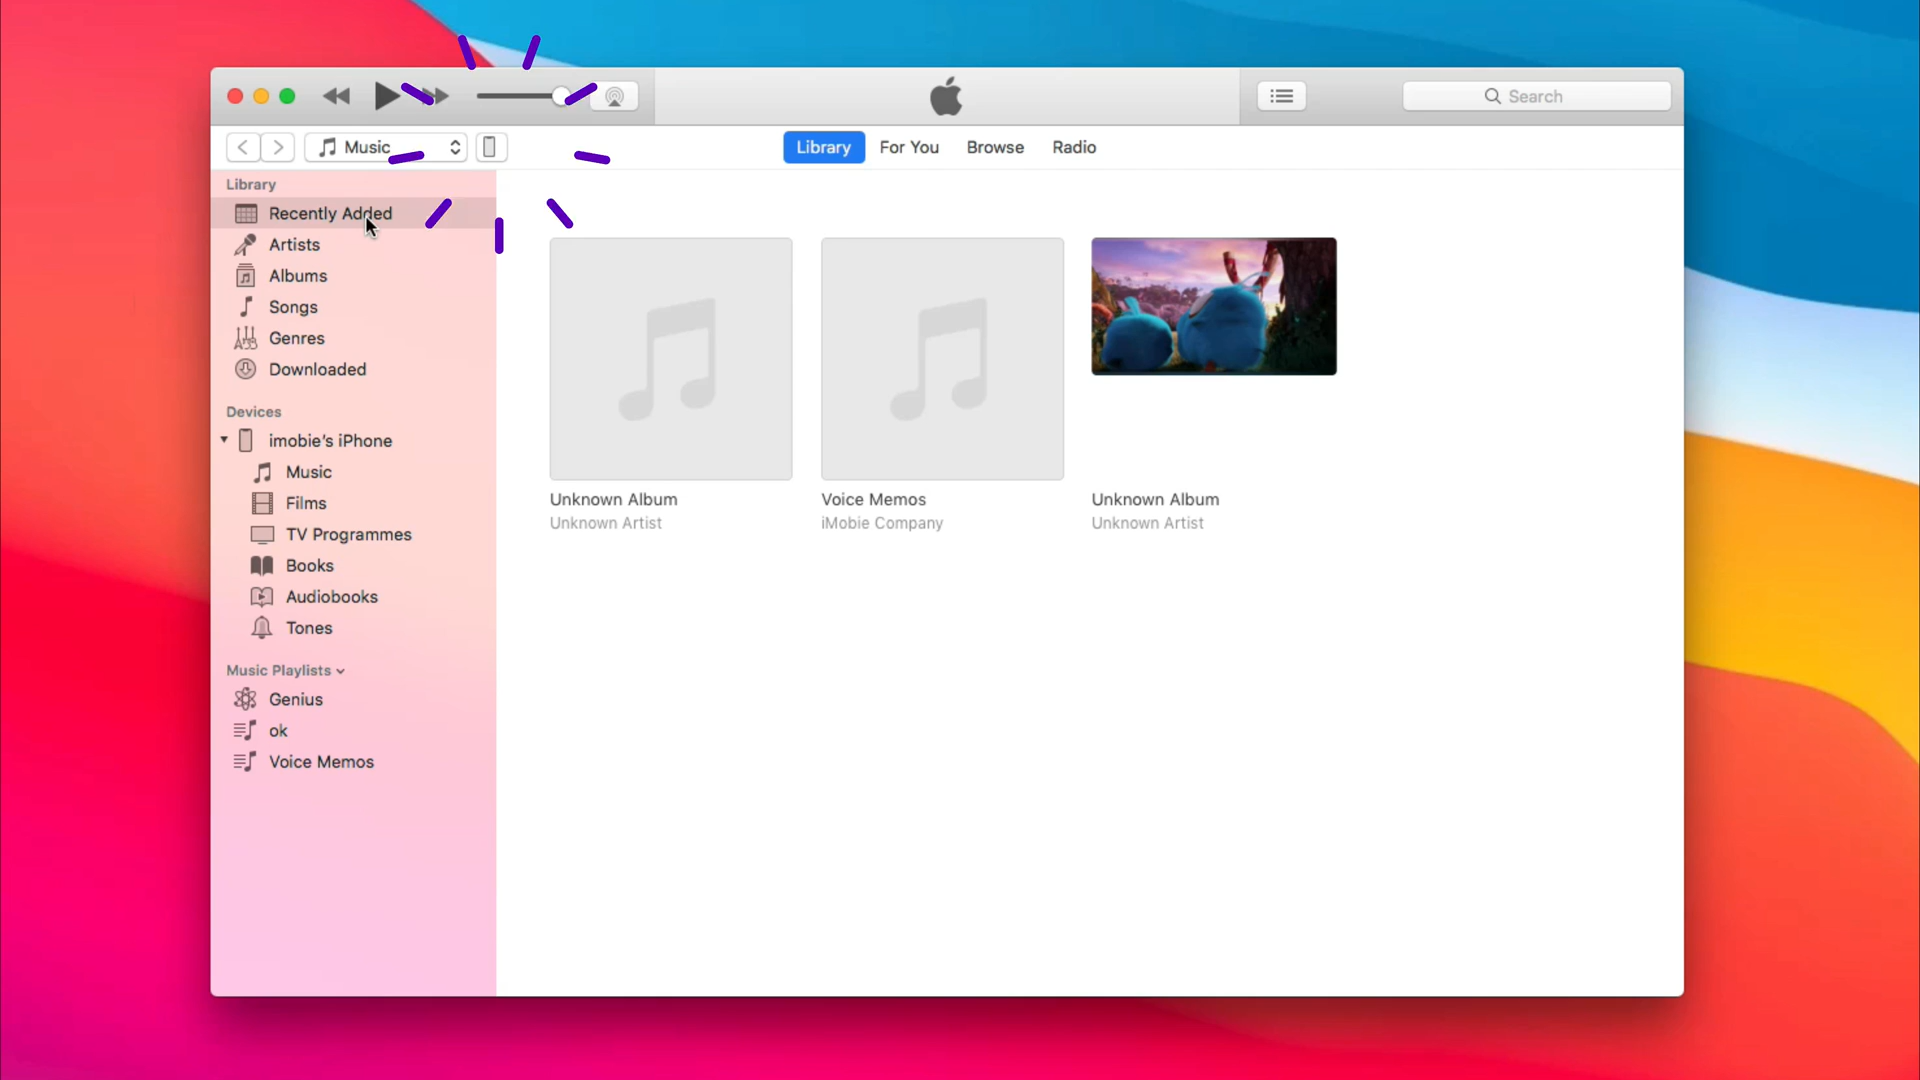 Search
Music
Library
For You
Browse
Radio
Library
Recently Added
Artists
Albums
Songs
Genres
Downloaded
Devices
imobie's iPhone
Music
Films
TV Programmes
Books
Audiobooks
Tones
Music Playlists
Genius
ok
Voice Memos
Unknown Album
Unknown Artist
Voice Memos
iMobie Company
Unknown Album
Unknown Artist